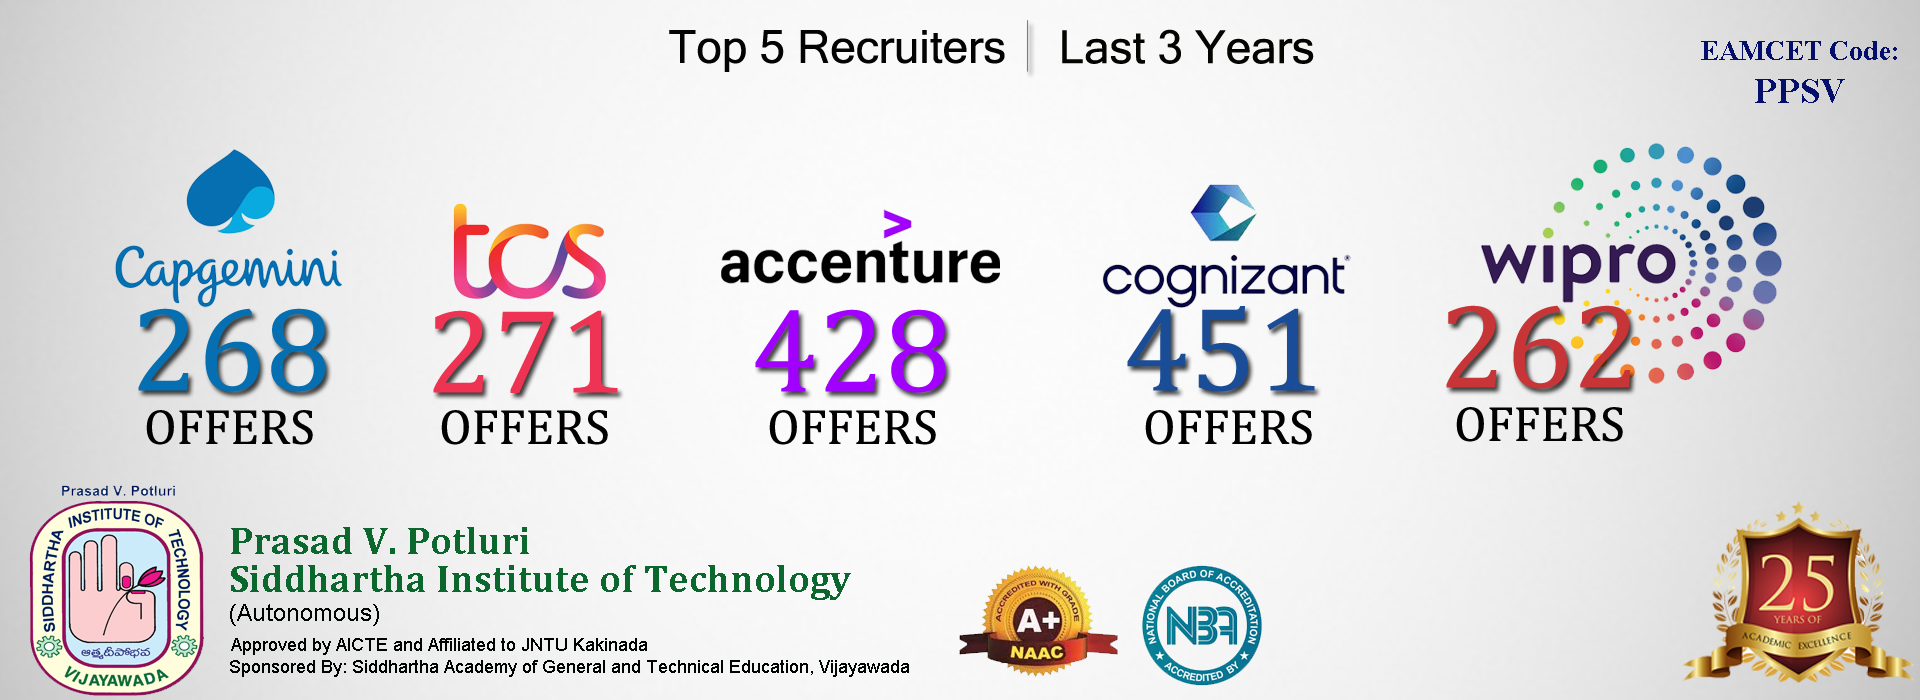 Top 5 Recruiters | Last 3 Years
EAMCET Code:
PPSV
Capgemini
268
OFFERS
tcs
271
OFFERS
>
accenture
428
OFFERS
cognizant
451
OFFERS
wipro
262
OFFERS
Prasad V. Potluri
SIDDHARTHA INSTITUTE OF TECHNOLOGY
ఆత్మదీపోభవ
VIJAYAWADA
Prasad V. Potluri
Siddhartha Institute of Technology
(Autonomous)
Approved by AICTE and Affiliated to JNTU Kakinada
Sponsored By: Siddhartha Academy of General and Technical Education, Vijayawada
ACCREDITED WITH GRADE
A+
NAAC
NATIONAL BOARD OF ACCREDITATION
NBA
ACCREDITED BY
25
YEARS OF
ACADEMIC EXCELLENCE